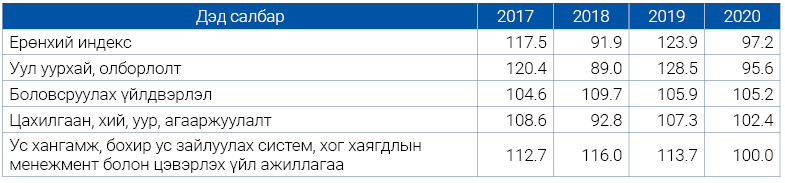 Дэд салбар 2017 2018 2019 2020
Ерөнхий индекс 117.5 91.9 123.9 97.2
Уул уурхай, олборлолт 120.4 89.0 128.5 95.6
Боловсруулах үйлдвэрлэл 104.6 109.7 105.9 105.2
Цахилгаан, хий, уур, агааржуулалт 108.6 92.8 107.3 102.4
Ус хангамж, бохир ус зайлуулах систем, хог хаягдлын
менежмент болон цэвэрлэх үйл ажиллагаа 112.7 116.0 113.7 100.0